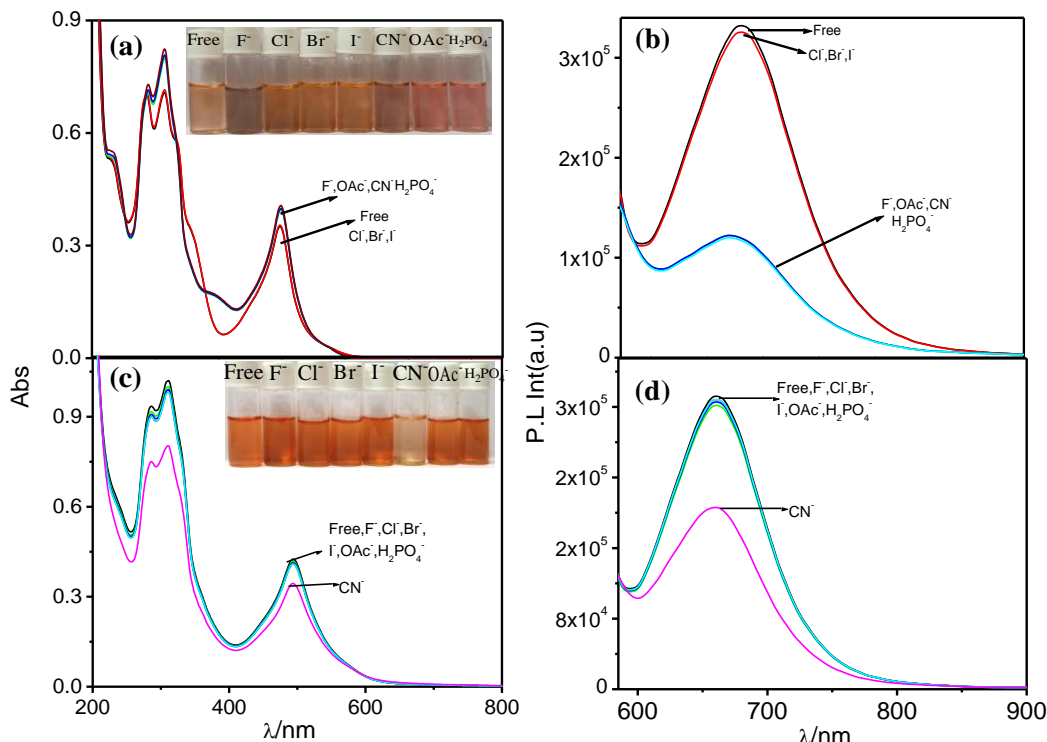 (a)
Free F⁻ Cl⁻ Br⁻ I⁻ CN⁻ OAc⁻ H₂PO₄⁻
0.9
0.6
0.3
0.0
F⁻,OAc⁻,CN⁻H₂PO₄⁻
Free
Cl⁻,Br⁻,I⁻
(b)
Free
Cl⁻,Br⁻,I⁻
3x10⁵
2x10⁵
1x10⁵
0
F⁻,OAc⁻,CN⁻
H₂PO₄⁻
Abs
(c)
Free F⁻ Cl⁻ Br⁻ I⁻ CN⁻ OAc⁻ H₂PO₄⁻
0.9
0.6
0.3
0.0
Free,F⁻,Cl⁻,Br⁻,
I⁻,OAc⁻,H₂PO₄⁻
CN⁻
200 400 600 800
λ/nm
P.L Int(a.u)
(d)
Free,F⁻,Cl⁻,Br⁻,
I⁻,OAc⁻,H₂PO₄⁻
CN⁻
3x10⁵
2x10⁵
2x10⁵
8x10⁴
0
600 700 800 900
λ/nm